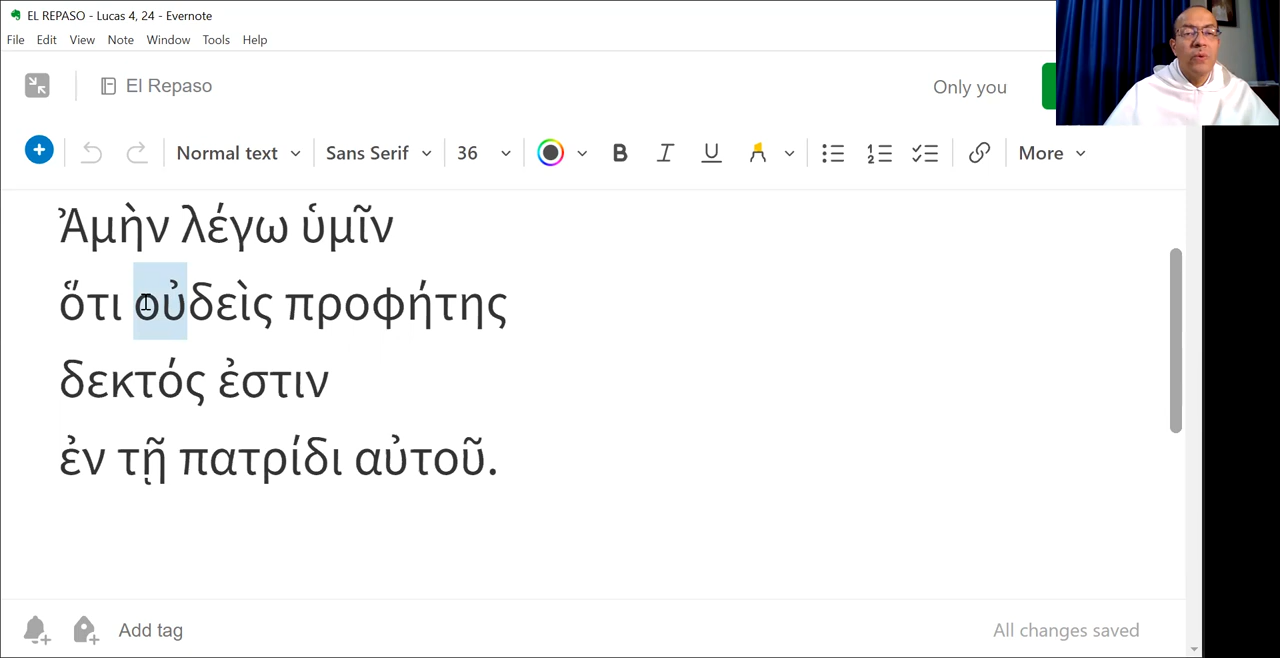 EL REPASO - Lucas 4, 24 - Evernote
File Edit View Note Window Tools Help
El Repaso
Only you
Normal text Sans Serif 36 More
Ἀμὴν λέγω ὑμῖν
ὅτι οὐδεὶς προφήτης
δεκτός ἐστιν
ἐν τῇ πατρίδι αὐτοῦ.
Add tag
All changes saved